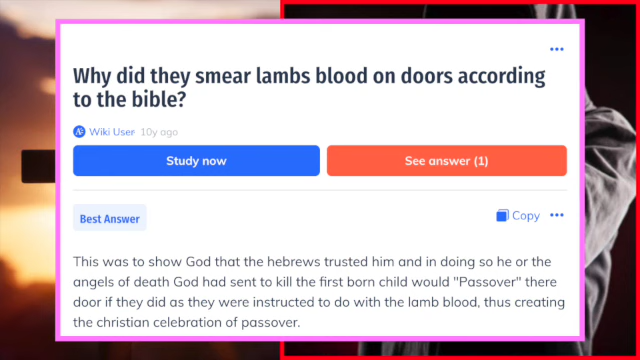 Why did they smear lambs blood on doors according
to the bible?
Wiki User 10y ago
Study now
See answer (1)
Best Answer
Copy
This was to show God that the hebrews trusted him and in doing so he or the
angels of death God had sent to kill the first born child would "Passover" there
door if they did as they were instructed to do with the lamb blood, thus creating
the christian celebration of passover.